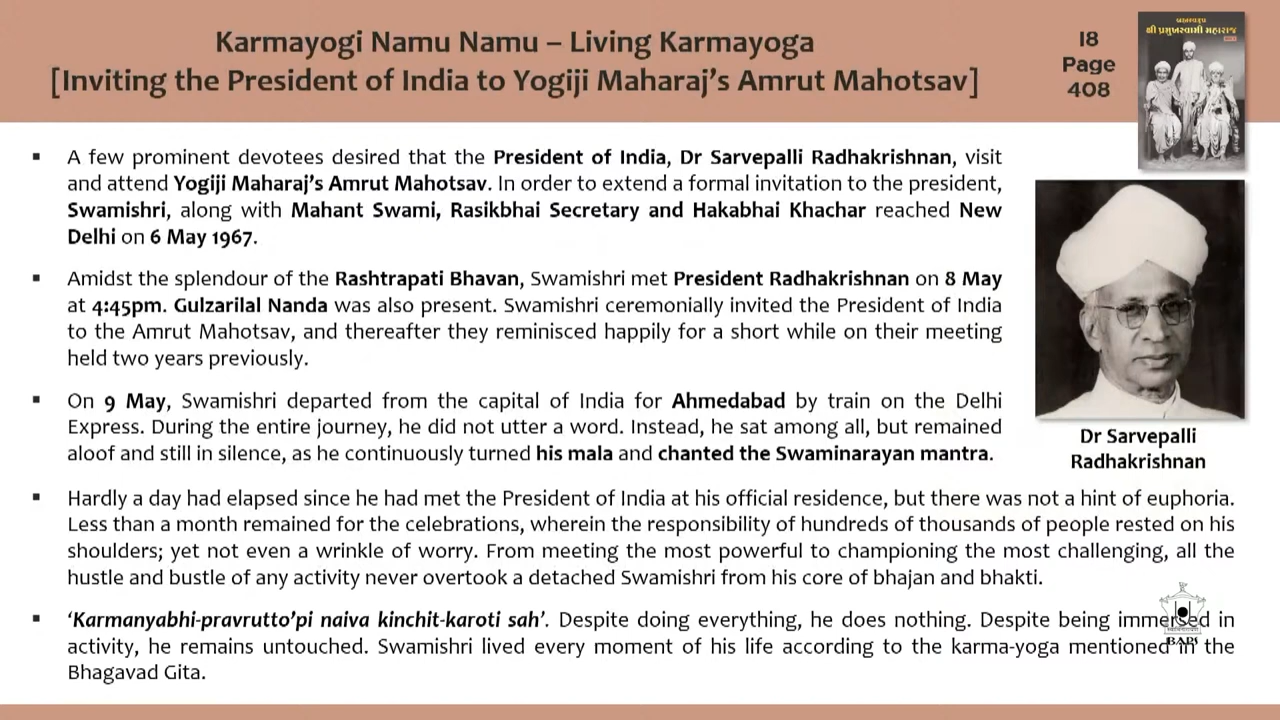 Karmayogi Namu Namu – Living Karmayoga
[Inviting the President of India to Yogiji Maharaj’s Amrut Mahotsav]
18
Page
408
શ્રી પ્રમુખસ્વામી મહારાજ
▪ A few prominent devotees desired that the President of India, Dr Sarvepalli Radhakrishnan, visit
and attend Yogiji Maharaj’s Amrut Mahotsav. In order to extend a formal invitation to the president,
Swamishri, along with Mahant Swami, Rasikbhai Secretary and Hakabhai Khachar reached New
Delhi on 6 May 1967.
▪ Amidst the splendour of the Rashtrapati Bhavan, Swamishri met President Radhakrishnan on 8 May
at 4:45pm. Gulzarilal Nanda was also present. Swamishri ceremonially invited the President of India
to the Amrut Mahotsav, and thereafter they reminisced happily for a short while on their meeting
held two years previously.
▪ On 9 May, Swamishri departed from the capital of India for Ahmedabad by train on the Delhi
Express. During the entire journey, he did not utter a word. Instead, he sat among all, but remained
aloof and still in silence, as he continuously turned his mala and chanted the Swaminarayan mantra.
Dr Sarvepalli
Radhakrishnan
▪ Hardly a day had elapsed since he had met the President of India at his official residence, but there was not a hint of euphoria.
Less than a month remained for the celebrations, wherein the responsibility of hundreds of thousands of people rested on his
shoulders; yet not even a wrinkle of worry. From meeting the most powerful to championing the most challenging, all the
hustle and bustle of any activity never overtook a detached Swamishri from his core of bhajan and bhakti.
▪ ‘Karmanyabhi-pravrutto’pi naiva kinchit-karoti sah’. Despite doing everything, he does nothing. Despite being immersed in
activity, he remains untouched. Swamishri lived every moment of his life according to the karma-yoga mentioned in the
Bhagavad Gita.
BAPS